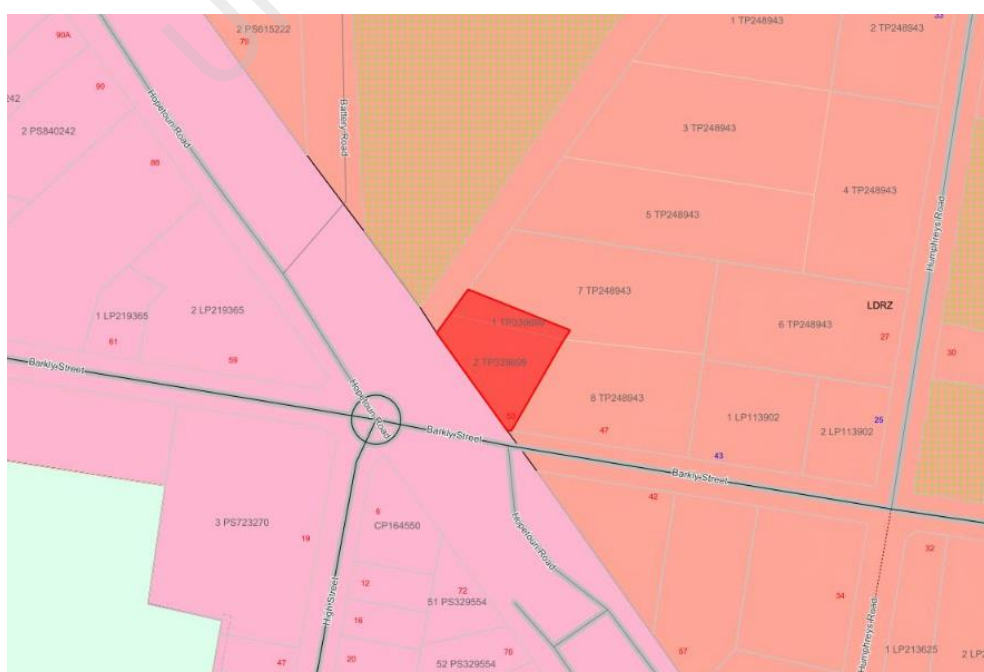 2 PS615222
79
90A
1 TP248943
33
2 TP248943
90
242
2 PS840242
Hopetoun Road
Battery Road
3 TP248943
88
4 TP248943
5 TP248943
Humphreys Road
7 TP248943
LDRZ
1 LP219365
2 LP219365
6 TP248943
27
61
59
2 TP339699
30
Barkly Street
Hopetoun Road
8 TP248943
53
47
1 LP113902
2 LP113902
25
Barkly Street
43
Barkly Street
42
3 PS723270
19
6
CP164550
Hopetoun Road
32
12
72
51 PS329554
34
High Street
16
Humphreys Road
47
20
52 PS329554
70
57
1 LP213625